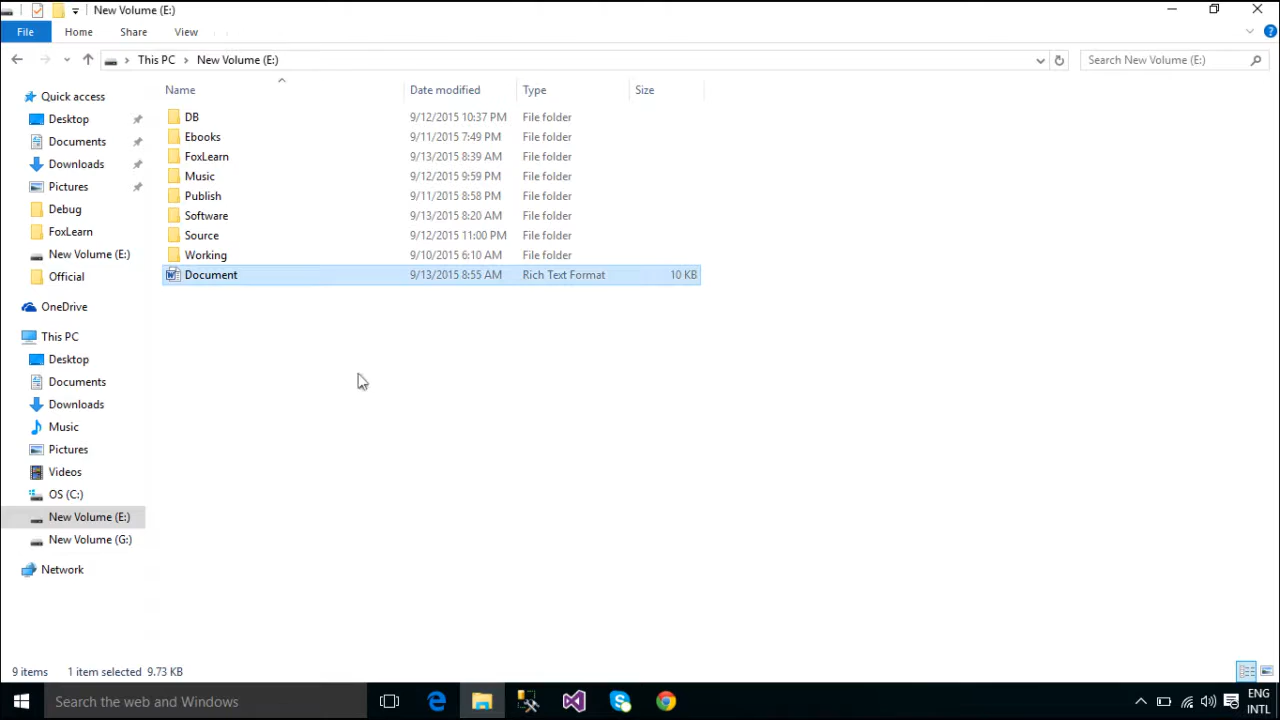 New Volume (E:)
File Home Share View
This PC New Volume (E:) Search New Volume (E:)
Name Date modified Type Size
Quick access
Desktop
Documents
Downloads
Pictures
Debug
FoxLearn
New Volume (E:)
Official
OneDrive
This PC
Desktop
Documents
Downloads
Music
Pictures
Videos
OS (C:)
New Volume (E:)
New Volume (G:)
Network
DB 9/12/2015 10:37 PM File folder
Ebooks 9/11/2015 7:49 PM File folder
FoxLearn 9/13/2015 8:39 AM File folder
Music 9/12/2015 9:59 PM File folder
Publish 9/11/2015 8:58 PM File folder
Software 9/13/2015 8:20 AM File folder
Source 9/12/2015 11:00 PM File folder
Working 9/10/2015 6:10 AM File folder
Document 9/13/2015 8:55 AM Rich Text Format 10 KB
9 items 1 item selected 9.73 KB
Search the web and Windows
ENG
INTL